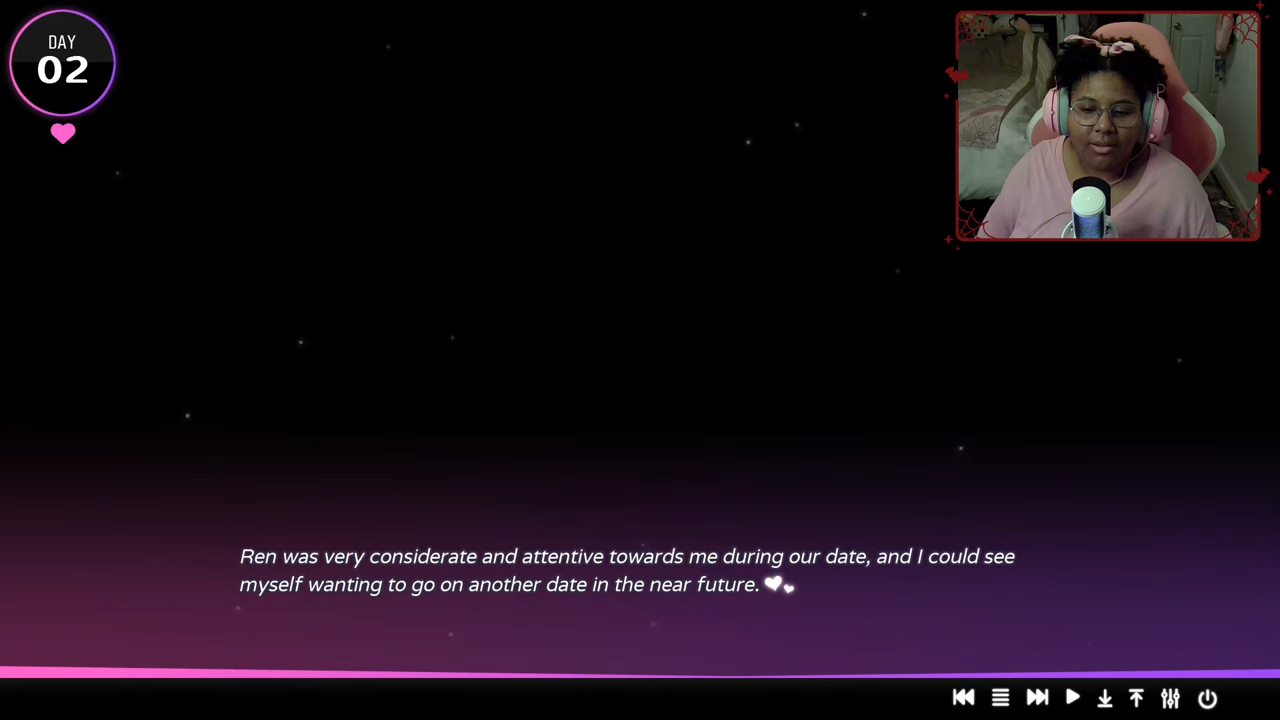 DAY
02
Ren was very considerate and attentive towards me during our date, and I could see
myself wanting to go on another date in the near future.